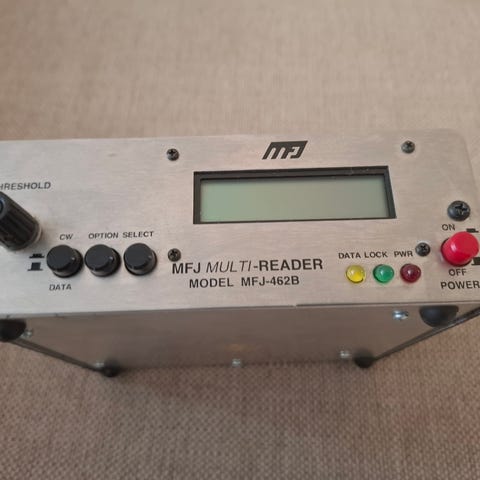 MFJ
HRESHOLD
CW OPTION SELECT
DATA
MFJ MULTI-READER
MODEL MFJ-462B
DATA LOCK PWR
ON
OFF
POWER